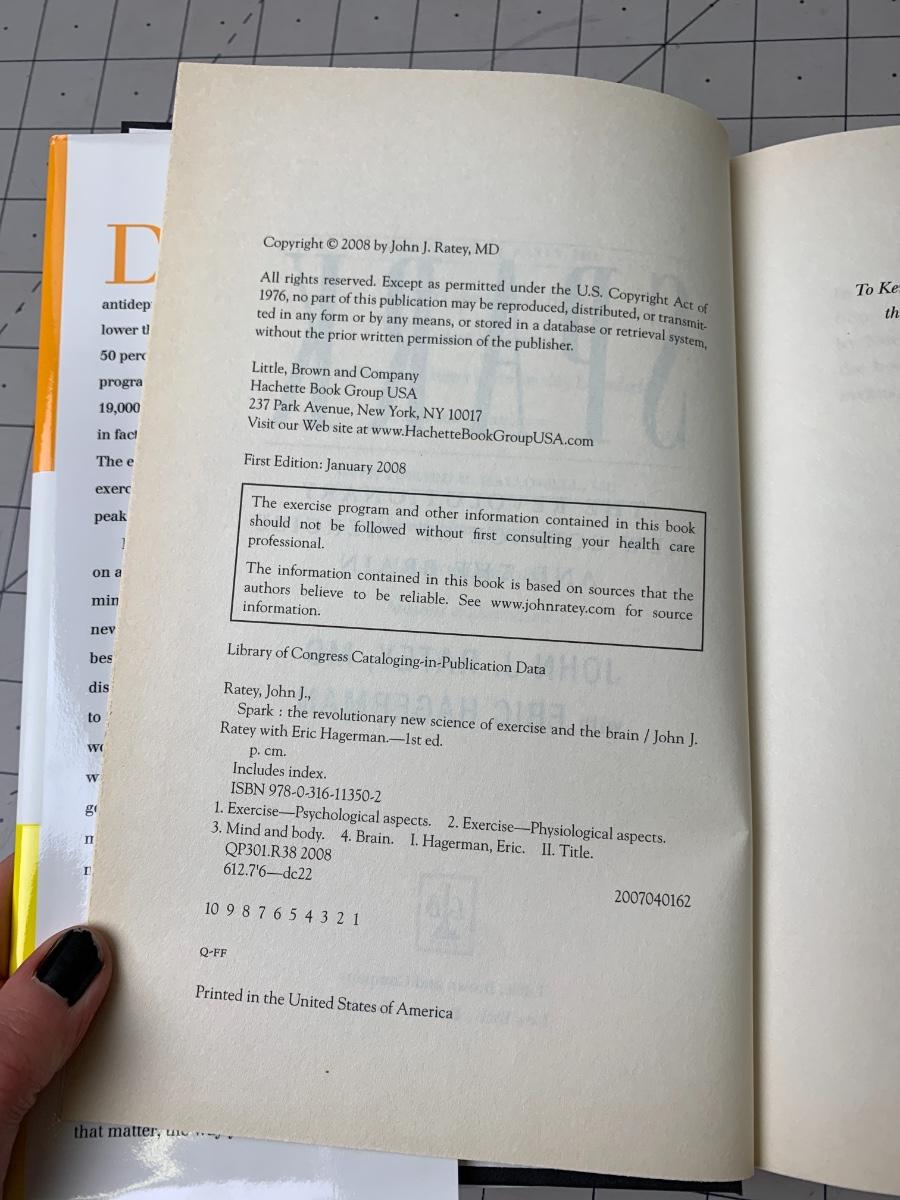 Copyright © 2008 by John J. Ratey, MD
All rights reserved. Except as permitted under the U.S. Copyright Act of
1976, no part of this publication may be reproduced, distributed, or transmit-
ted in any form or by any means, or stored in a database or retrieval system,
without the prior written permission of the publisher.
Little, Brown and Company
Hachette Book Group USA
237 Park Avenue, New York, NY 10017
Visit our Web site at www.HachetteBookGroupUSA.com
First Edition: January 2008
The exercise program and other information contained in this book
should not be followed without first consulting your health care
professional.
The information contained in this book is based on sources that the
authors believe to be reliable. See www.johnratey.com for source
information.
Library of Congress Cataloging-in-Publication Data
Ratey, John J.,
Spark : the revolutionary new science of exercise and the brain / John J.
Ratey with Eric Hagerman.—1st ed.
p. cm.
Includes index.
ISBN 978-0-316-11350-2
1. Exercise—Psychological aspects. 2. Exercise—Physiological aspects.
3. Mind and body. 4. Brain. I. Hagerman, Eric. II. Title.
QP301.R38 2008
612.7'6—dc22
2007040162
10 9 8 7 6 5 4 3 2 1
Q-FF
Printed in the United States of America
D
antidep
lower
50 perc
progra
19,000
in fact
The e
exerc
peak
on a
min
new
bes
dis
to
that matter,
To Ke
th